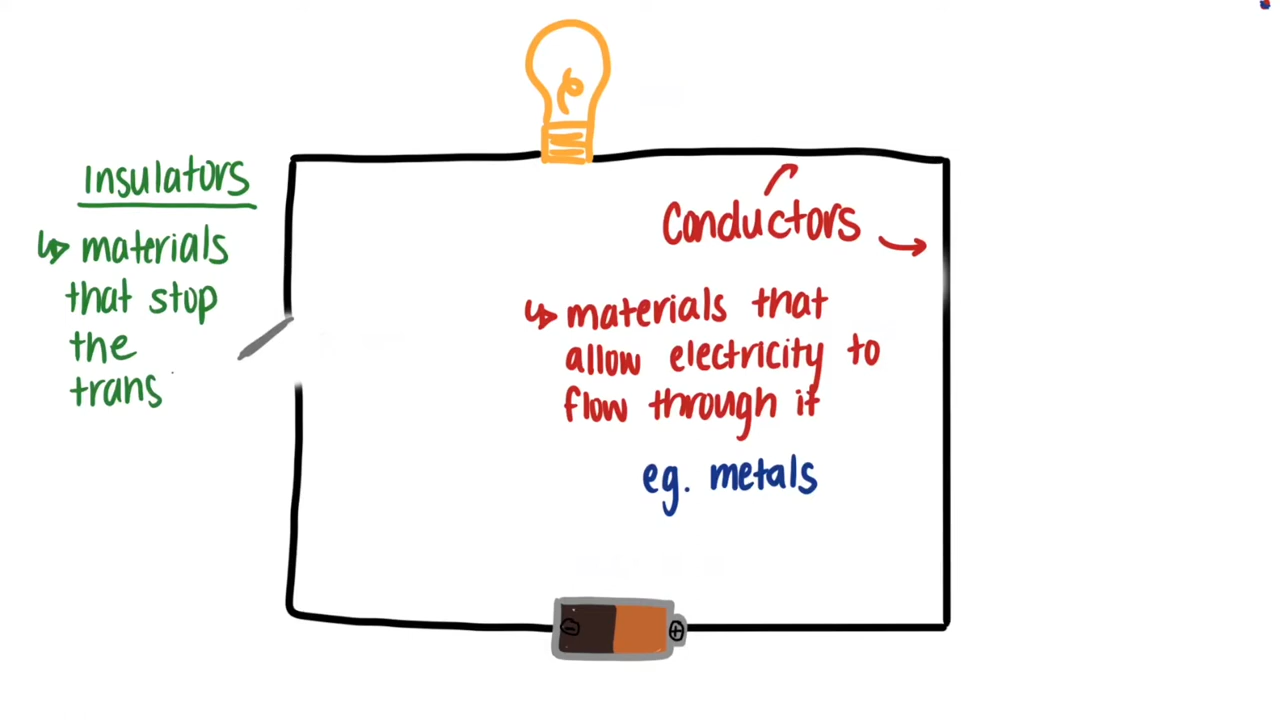 Insulators
↳ materials
that stop
the
trans
Conductors
↳ materials that
allow electricity to
flow through it
eg. metals
-
+